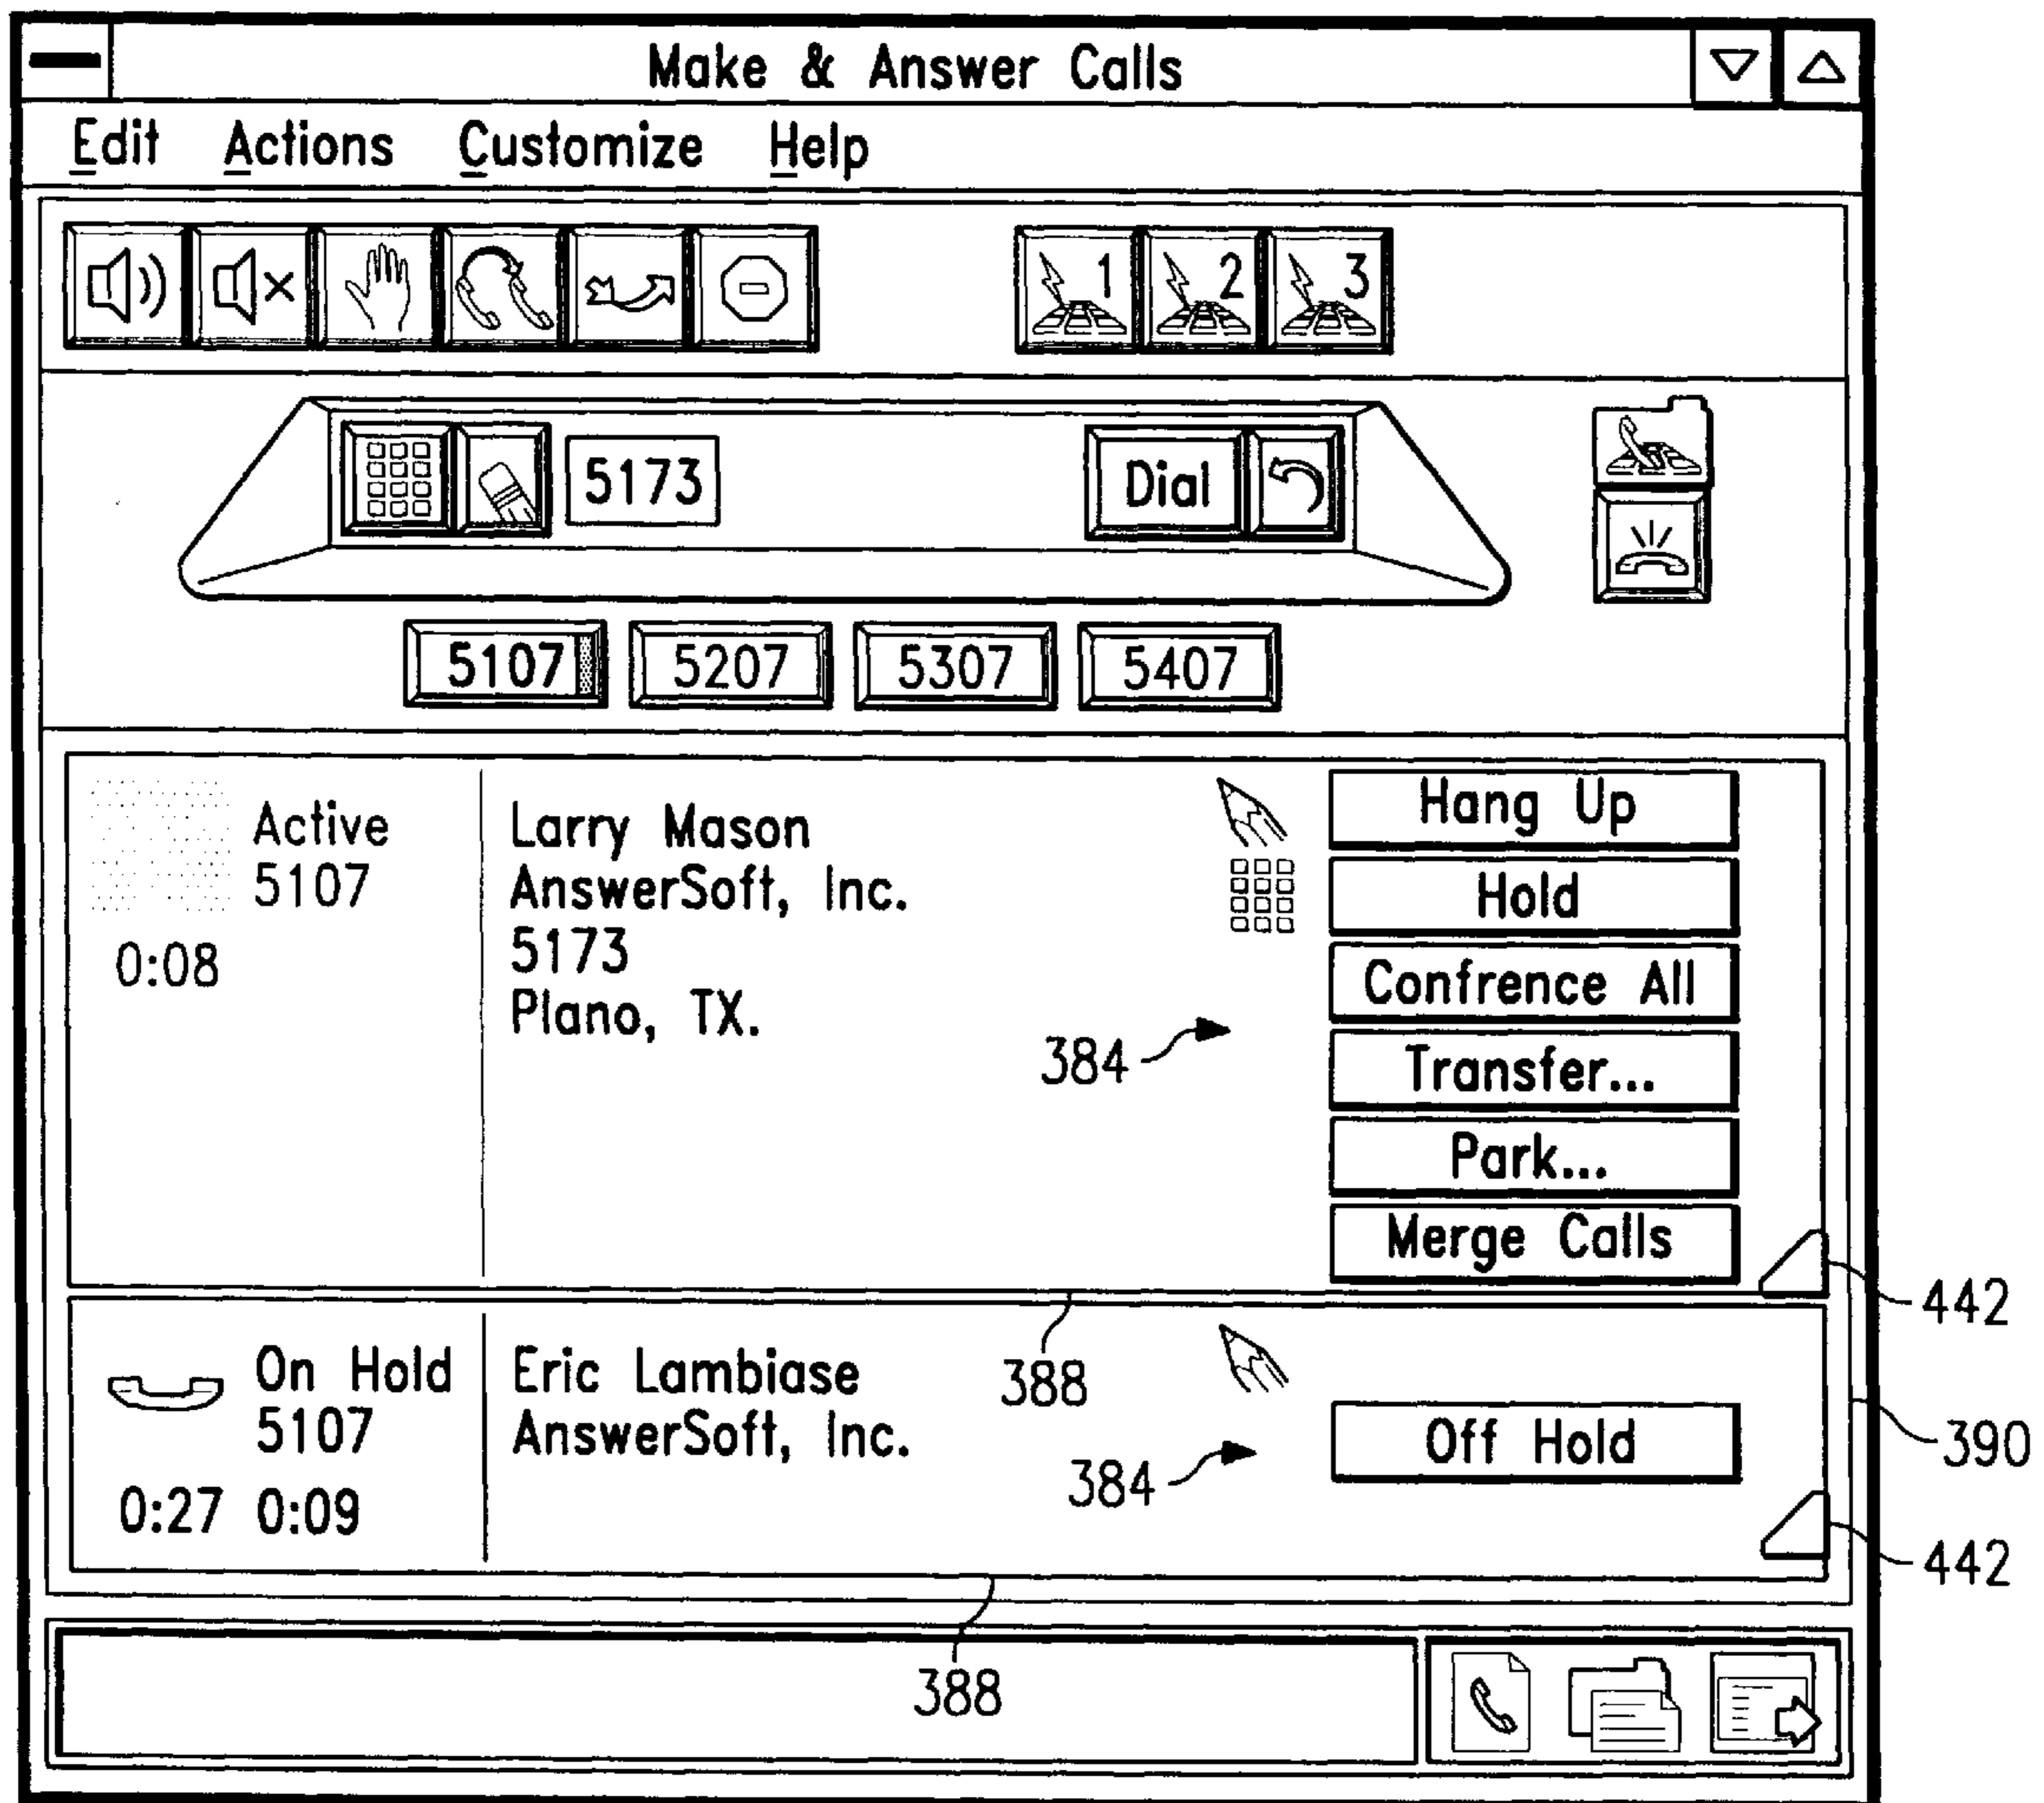 Make & Answer Calls
Edit Actions Customize Help
1 2 3
5173 Dial
5107 5207 5307 5407
Active
5107
0:08
Larry Mason
AnswerSoft, Inc.
5173
Plano, TX.
Hang Up
Hold
Confrence All
Transfer...
Park...
Merge Calls
384
442
388
On Hold
5107
0:27 0:09
Eric Lambiase
AnswerSoft, Inc.
Off Hold
384
390
442
388